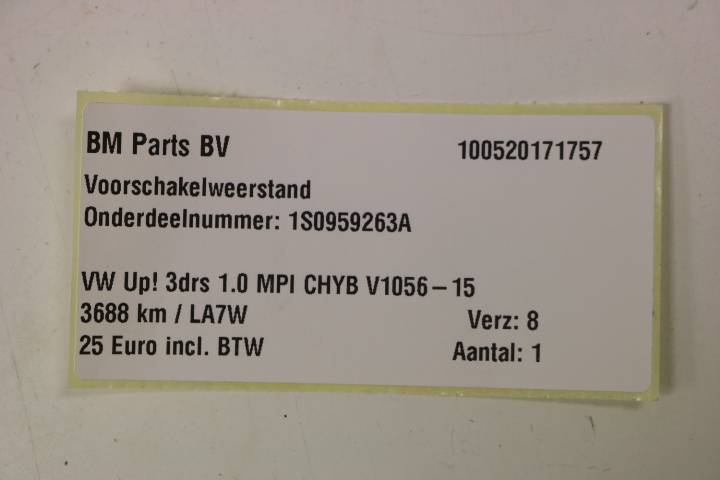 BM Parts BV 100520171757
Voorschakelweerstand
Onderdeelnummer: 1S0959263A
VW Up! 3drs 1.0 MPI CHYB V1056-15
3688 km / LA7W Verz: 8
25 Euro incl. BTW Aantal: 1